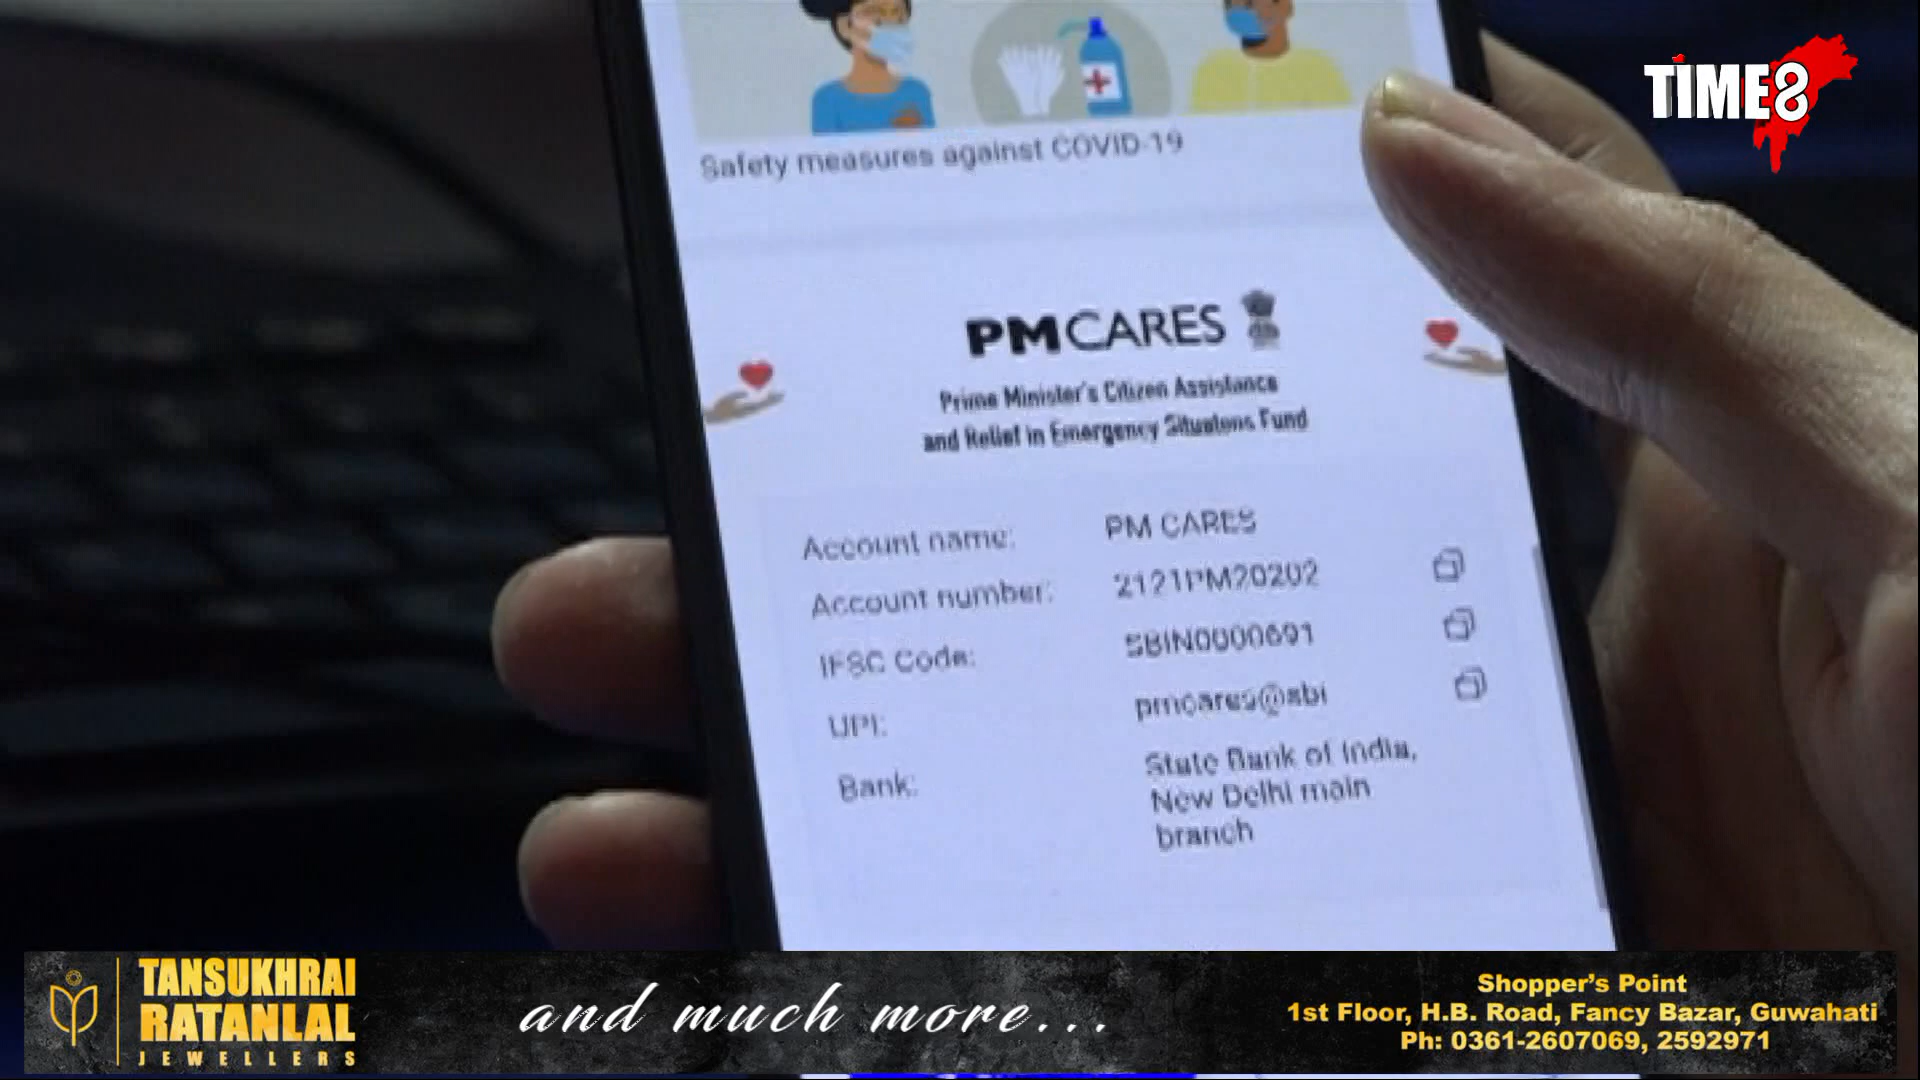 TIME8
Safety measures against COVID-19
PM CARES
Prime Minister's Citizen Assistance
and Relief in Emergency Situations Fund
Account name: PM CARES
Account number: 2121PM20202
IFSC Code: SBIN0000691
UPI: pmcares@sbi
Bank: State Bank of India,
New Delhi main
branch
TANSUKHRAI
RATANLAL
JEWELLERS
and much more...
Shopper's Point
1st Floor, H.B. Road, Fancy Bazar, Guwahati
Ph: 0361-2607069, 2592971